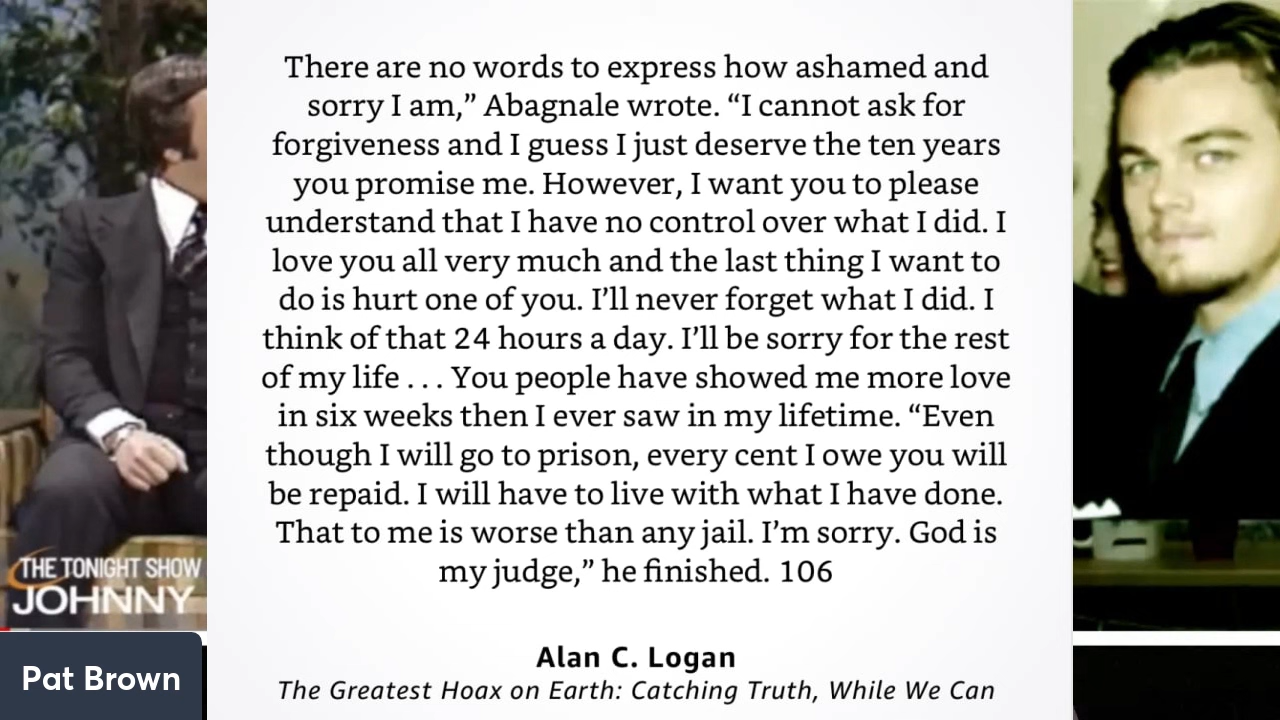 There are no words to express how ashamed and
sorry I am,” Abagnale wrote. “I cannot ask for
forgiveness and I guess I just deserve the ten years
you promise me. However, I want you to please
understand that I have no control over what I did. I
love you all very much and the last thing I want to
do is hurt one of you. I’ll never forget what I did. I
think of that 24 hours a day. I’ll be sorry for the rest
of my life . . . You people have showed me more love
in six weeks then I ever saw in my lifetime. “Even
though I will go to prison, every cent I owe you will
be repaid. I will have to live with what I have done.
That to me is worse than any jail. I’m sorry. God is
my judge,” he finished. 106
Alan C. Logan
The Greatest Hoax on Earth: Catching Truth, While We Can
THE TONIGHT SHOW
JOHNNY
Pat Brown